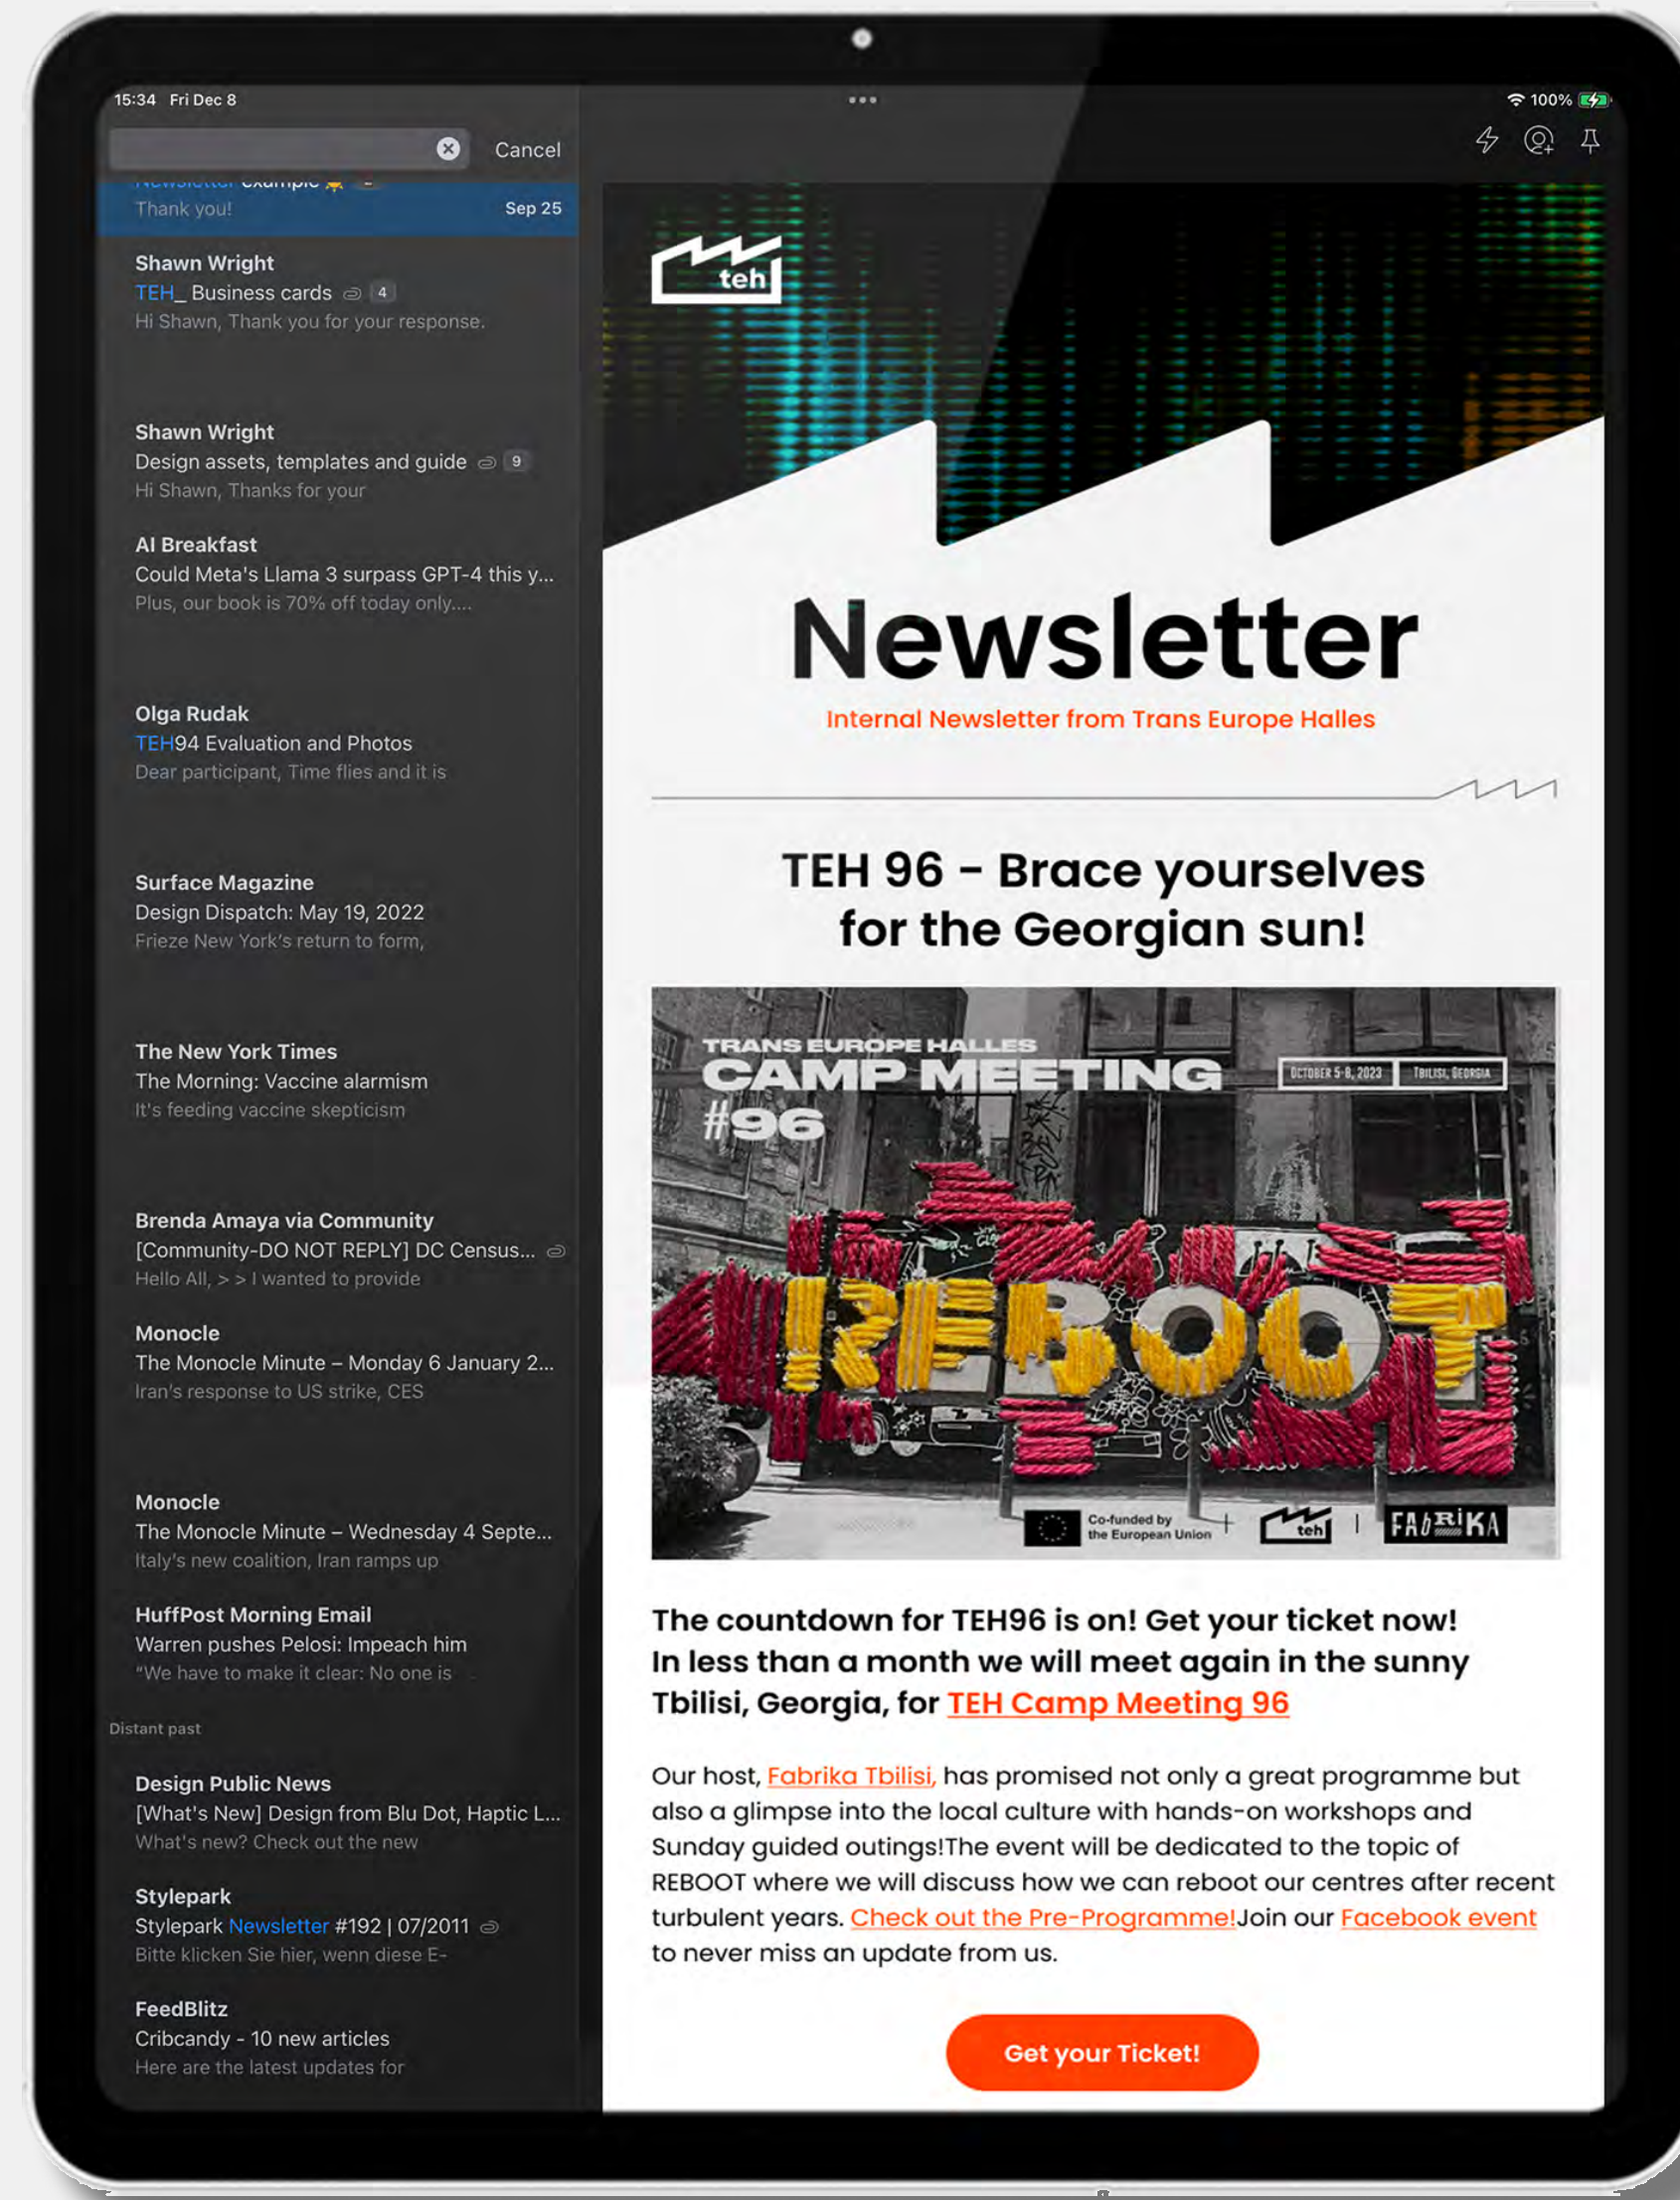 15:34 Fri Dec 8
100%
Cancel
Newsletter example
Thank you!
Sep 25
Shawn Wright
TEH_ Business cards 4
Hi Shawn, Thank you for your response.
Shawn Wright
Design assets, templates and guide 9
Hi Shawn, Thanks for your
AI Breakfast
Could Meta's Llama 3 surpass GPT-4 this y...
Plus, our book is 70% off today only....
Olga Rudak
TEH94 Evaluation and Photos
Dear participant, Time flies and it is
Surface Magazine
Design Dispatch: May 19, 2022
Frieze New York's return to form,
The New York Times
The Morning: Vaccine alarmism
It's feeding vaccine skepticism
Brenda Amaya via Community
[Community-DO NOT REPLY] DC Census...
Hello All, > > I wanted to provide
Monocle
The Monocle Minute – Monday 6 January 2...
Iran's response to US strike, CES
Monocle
The Monocle Minute – Wednesday 4 Septe...
Italy's new coalition, Iran ramps up
HuffPost Morning Email
Warren pushes Pelosi: Impeach him
"We have to make it clear: No one is
Distant past
Design Public News
[What's New] Design from Blu Dot, Haptic L...
What's new? Check out the new
Stylepark
Stylepark Newsletter #192 | 07/2011
Bitte klicken Sie hier, wenn diese E-
FeedBlitz
Cribcandy - 10 new articles
Here are the latest updates for
teh
Newsletter
Internal Newsletter from Trans Europe Halles
TEH 96 – Brace yourselves
for the Georgian sun!
TRANS EUROPE HALLES
CAMP MEETING
#96
OCTOBER 5-8, 2023
TBILISI, GEORGIA
REBOOT
Co-funded by
the European Union
teh
FABRIKA
The countdown for TEH96 is on! Get your ticket now!
In less than a month we will meet again in the sunny
Tbilisi, Georgia, for TEH Camp Meeting 96
Our host, Fabrika Tbilisi, has promised not only a great programme but
also a glimpse into the local culture with hands-on workshops and
Sunday guided outings!The event will be dedicated to the topic of
REBOOT where we will discuss how we can reboot our centres after recent
turbulent years. Check out the Pre-Programme!Join our Facebook event
to never miss an update from us.
Get your Ticket!